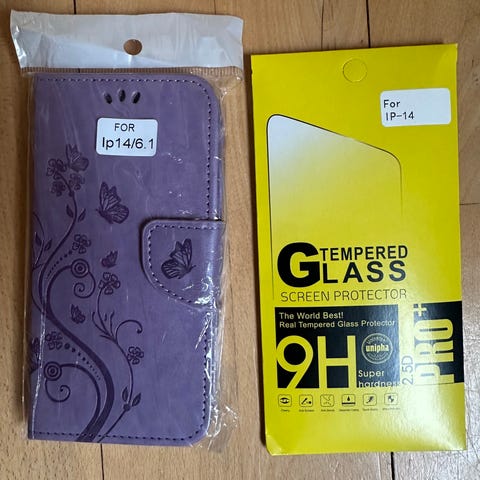 FOR
Ip14/6.1
For
IP-14
TEMPERED
GLASS
SCREEN PROTECTOR
The World Best!
Real Tempered Glass Protector
9H
unipha
Super
hardness
2.5D
PRO+